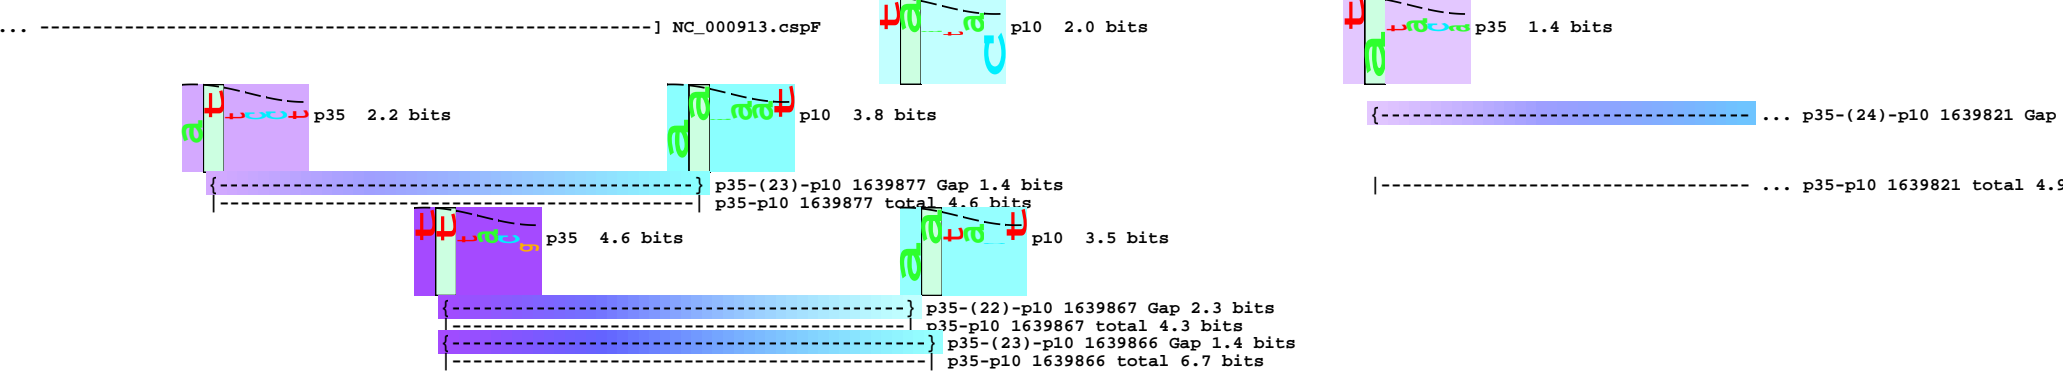 ... ----------------------------------------------------------] NC_000913.cspF
p10 2.0 bits
p35 1.4 bits
p35 2.2 bits
p10 3.8 bits
{----------------------------------- ... p35-(24)-p10 1639821 Gap
{---------------------------------------------} p35-(23)-p10 1639877 Gap 1.4 bits
|---------------------------------------------| p35-p10 1639877 total 4.6 bits
|----------------------------------- ... p35-p10 1639821 total 4.9
p35 4.6 bits
p10 3.5 bits
{-------------------------------------------} p35-(22)-p10 1639867 Gap 2.3 bits
|-------------------------------------------| p35-p10 1639867 total 4.3 bits
{---------------------------------------------} p35-(23)-p10 1639866 Gap 1.4 bits
|---------------------------------------------| p35-p10 1639866 total 6.7 bits